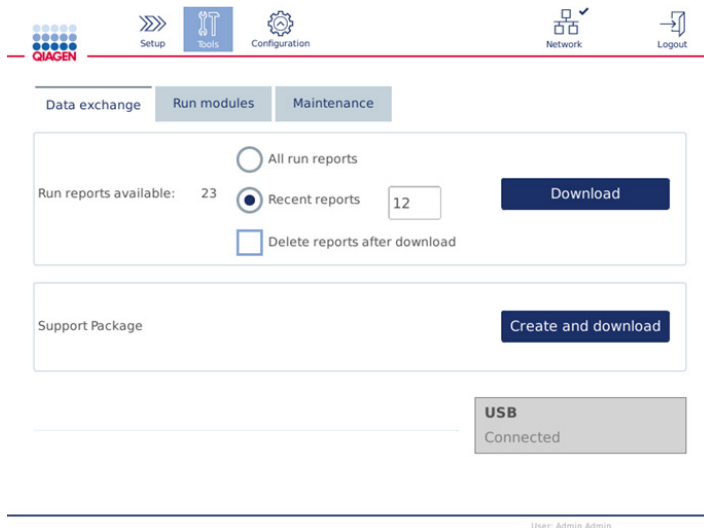 QIAGEN
Setup
Tools
Configuration
Network
Logout
Data exchange
Run modules
Maintenance
All run reports
Run reports available: 23
Recent reports 12
Download
Delete reports after download
Support Package
Create and download
USB
Connected
User: Admin Admin